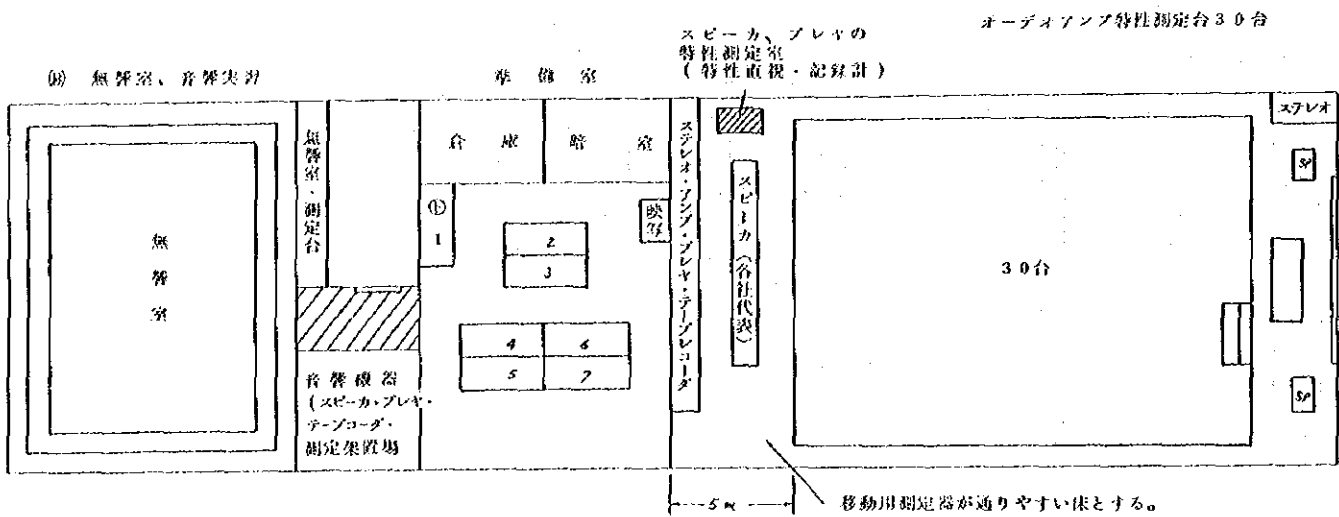 オーディオアンプ特性測定台30台
スピーカ、プレヤの
特性測定室
(特性直視・記録計)
無響室、音響実習
準備室
無響室
無響室・測定台
音響機器
(スピーカ・プレヤ・
テープコーダ・
測定架置場
倉庫
暗室
1
2
3
4
5
6
7
映写
ステレオ・アンプ・プレヤ・テープレコーダ
スピーカ(各社代表)
30台
ステレオ
SP
SP
5m
移動用測定器が通りやすい床とする。